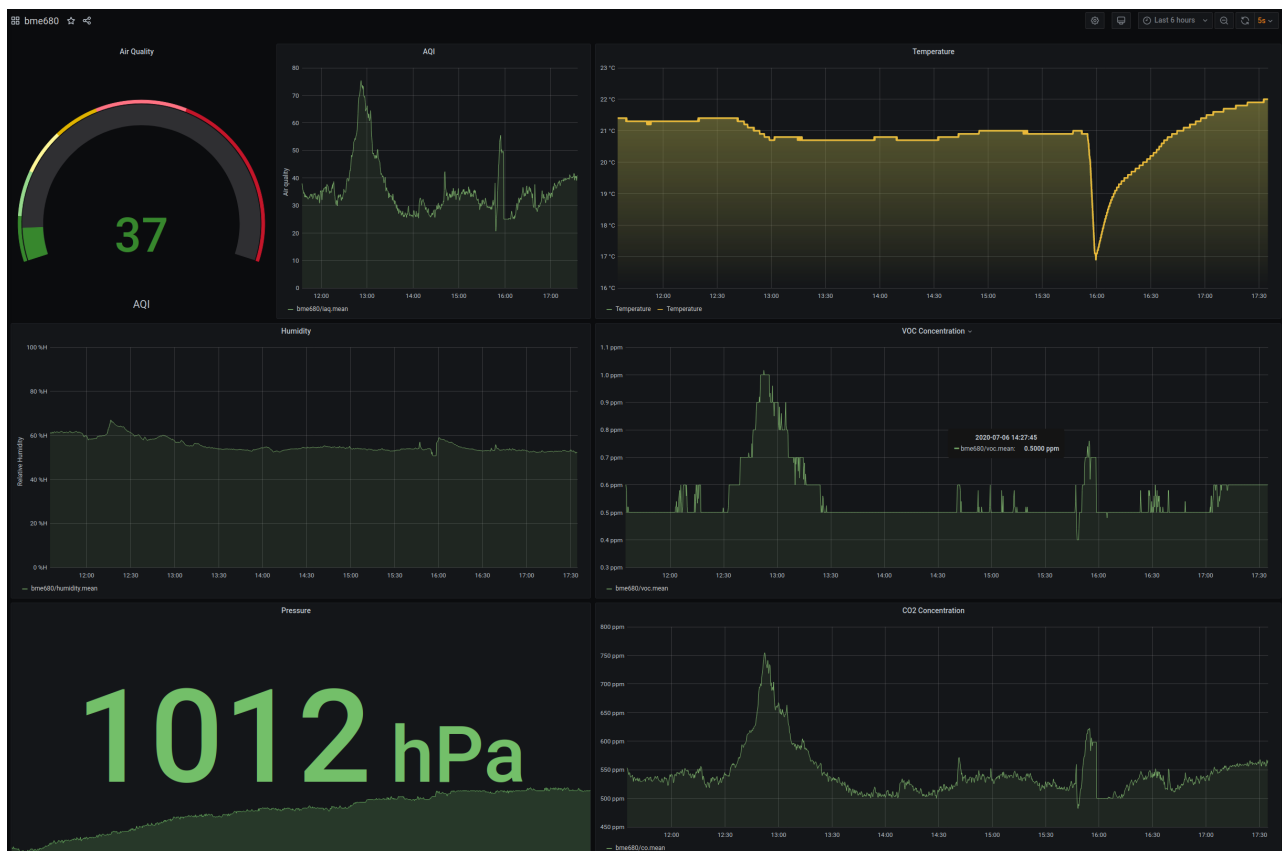 bme680
Last 6 hours
5s
Air Quality
37
AQI
AQI
80
70
60
50
40
30
20
10
0
Air quality
12:00 13:00 14:00 15:00 16:00 17:00
bme680/iaq.mean
Temperature
23 °C
22 °C
21 °C
20 °C
19 °C
18 °C
17 °C
16 °C
12:00 12:30 13:00 13:30 14:00 14:30 15:00 15:30 16:00 16:30 17:00 17:30
Temperature Temperature
Humidity
100 %H
80 %H
60 %H
40 %H
20 %H
0 %H
Relative Humidity
12:00 12:30 13:00 13:30 14:00 14:30 15:00 15:30 16:00 16:30 17:00 17:30
bme680/humidity.mean
VOC Concentration
1.1 ppm
1.0 ppm
0.9 ppm
0.8 ppm
0.7 ppm
0.6 ppm
0.5 ppm
0.4 ppm
0.3 ppm
2020-07-06 14:27:45
bme680/voc.mean: 0.5000 ppm
12:00 12:30 13:00 13:30 14:00 14:30 15:00 15:30 16:00 16:30 17:00 17:30
bme680/voc.mean
Pressure
1012 hPa
CO2 Concentration
800 ppm
750 ppm
700 ppm
650 ppm
600 ppm
550 ppm
500 ppm
450 ppm
12:00 12:30 13:00 13:30 14:00 14:30 15:00 15:30 16:00 16:30 17:00 17:30
bme680/co.mean